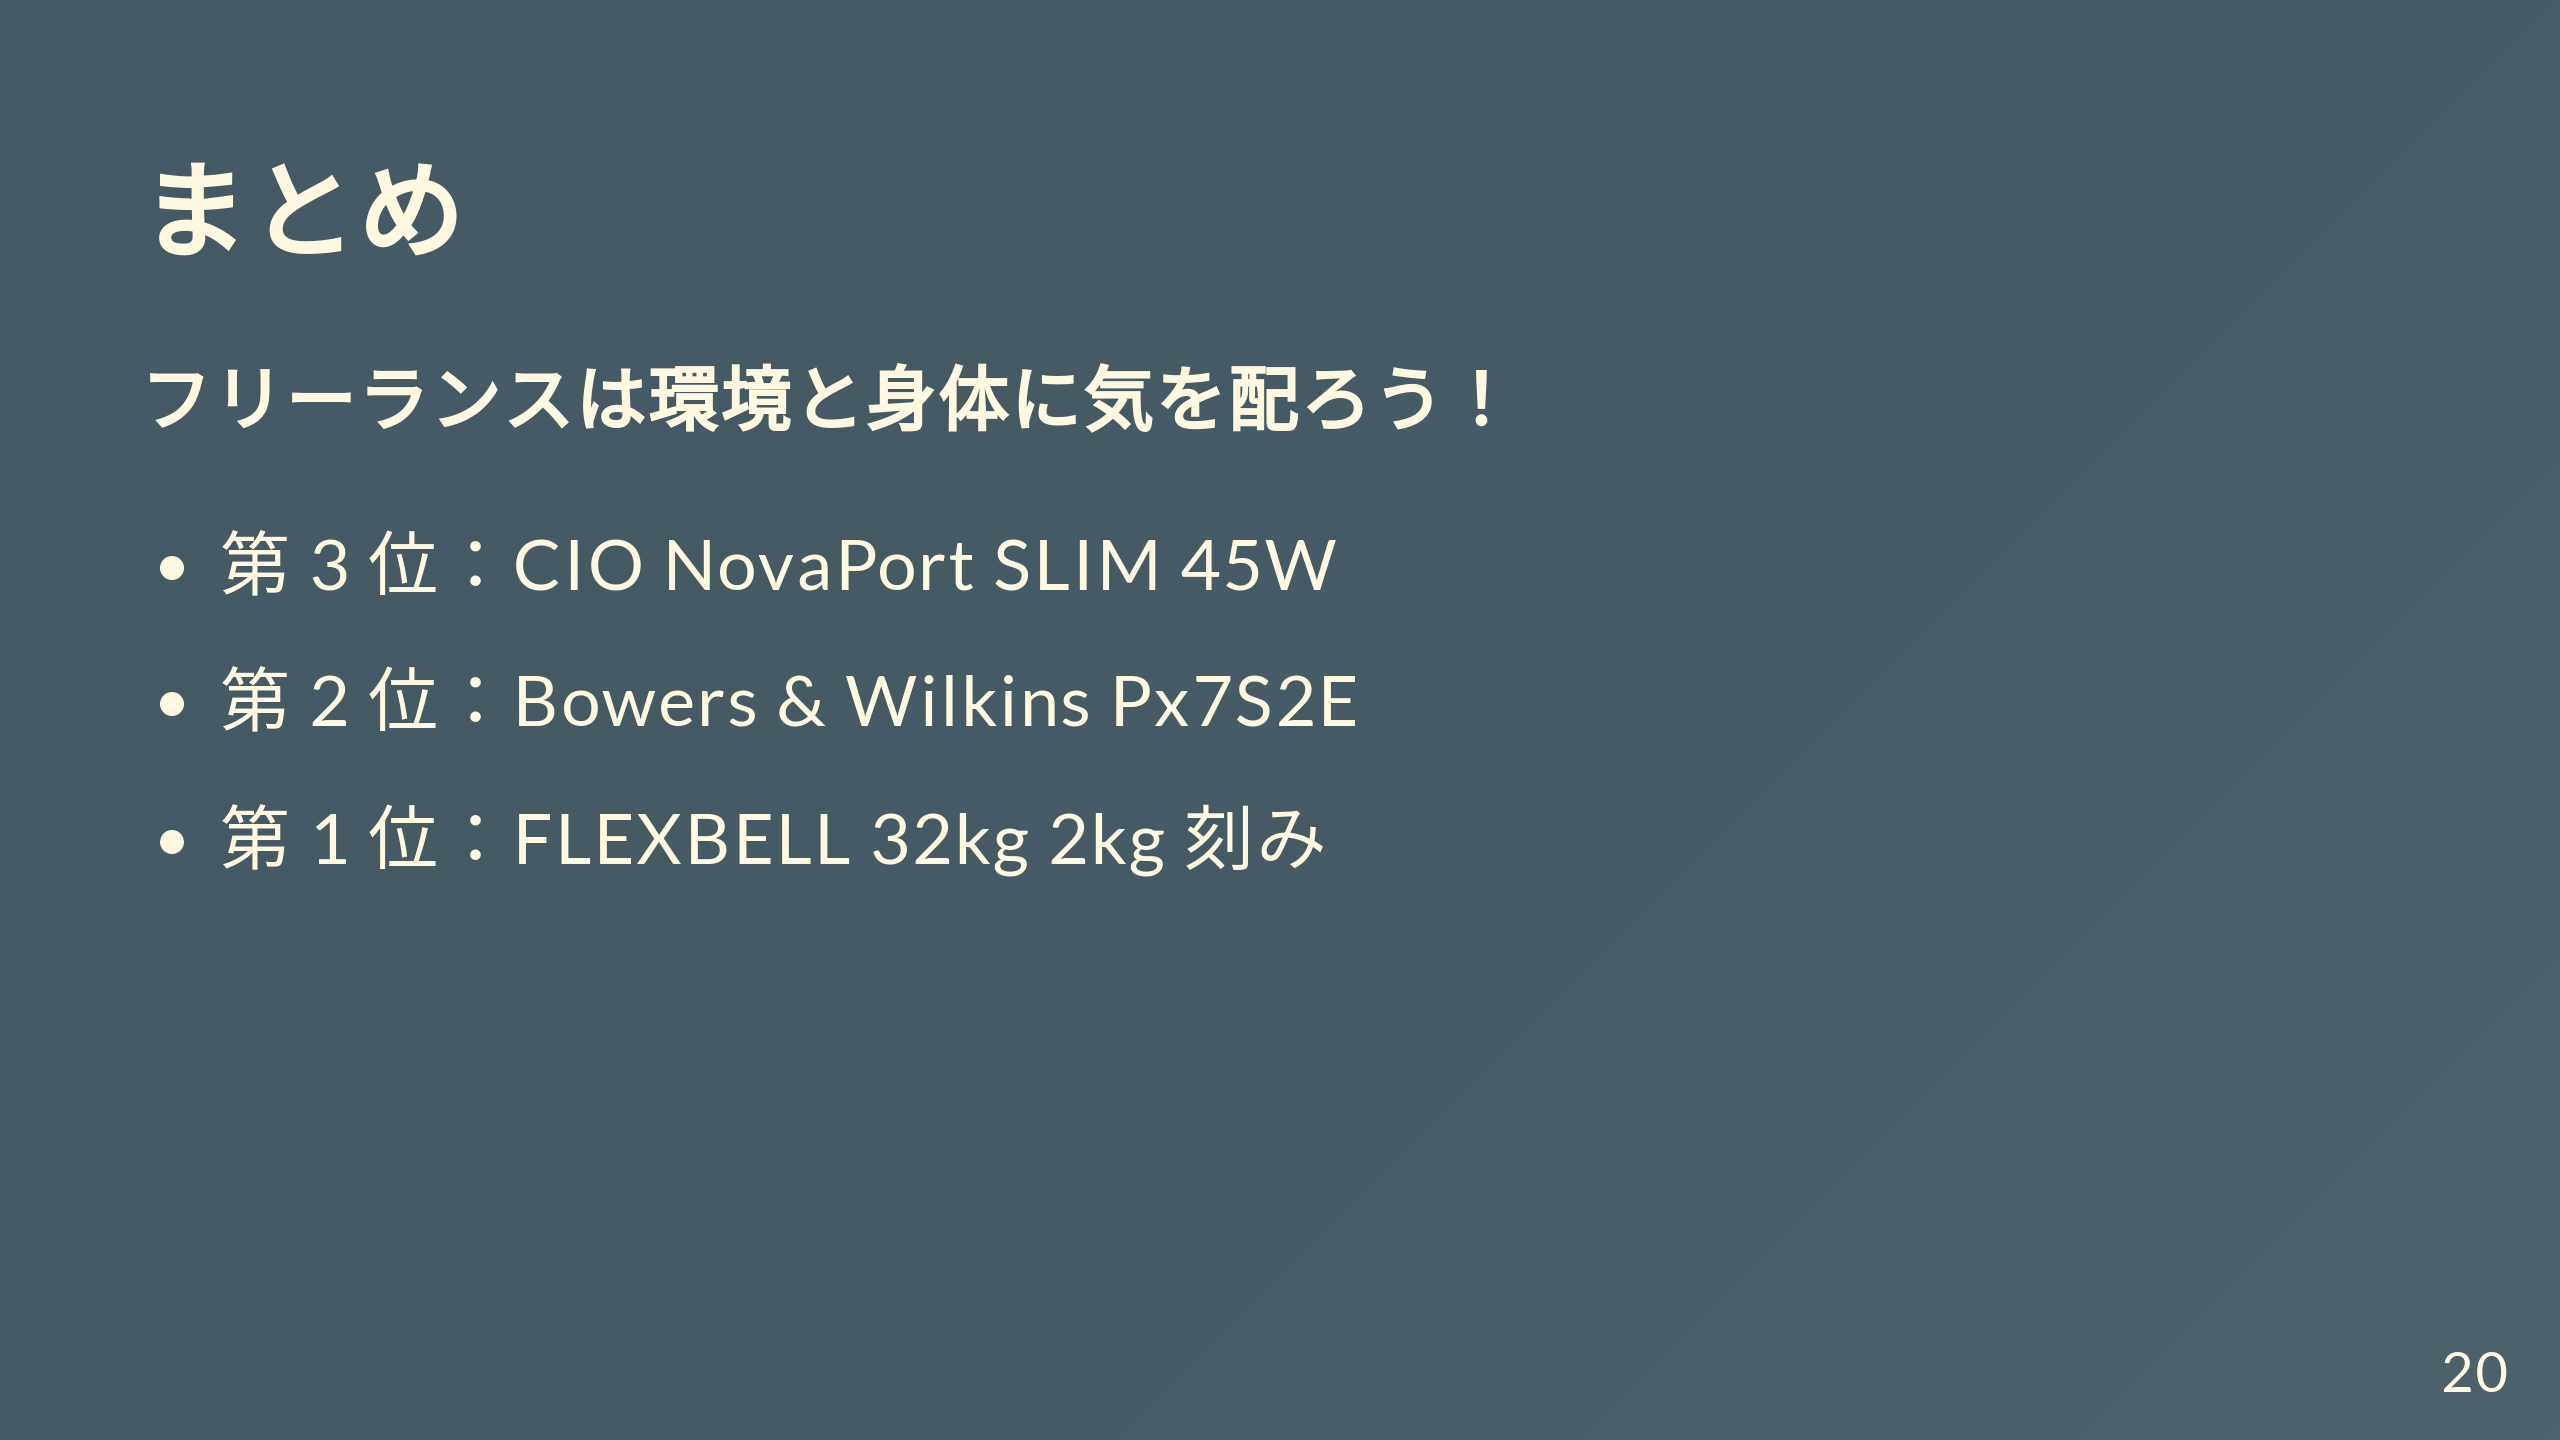 まとめ
フリーランスは環境と身体に気を配ろう！
• 第 3 位：CIO NovaPort SLIM 45W
• 第 2 位：Bowers & Wilkins Px7S2E
• 第 1 位：FLEXBELL 32kg 2kg 刻み
20